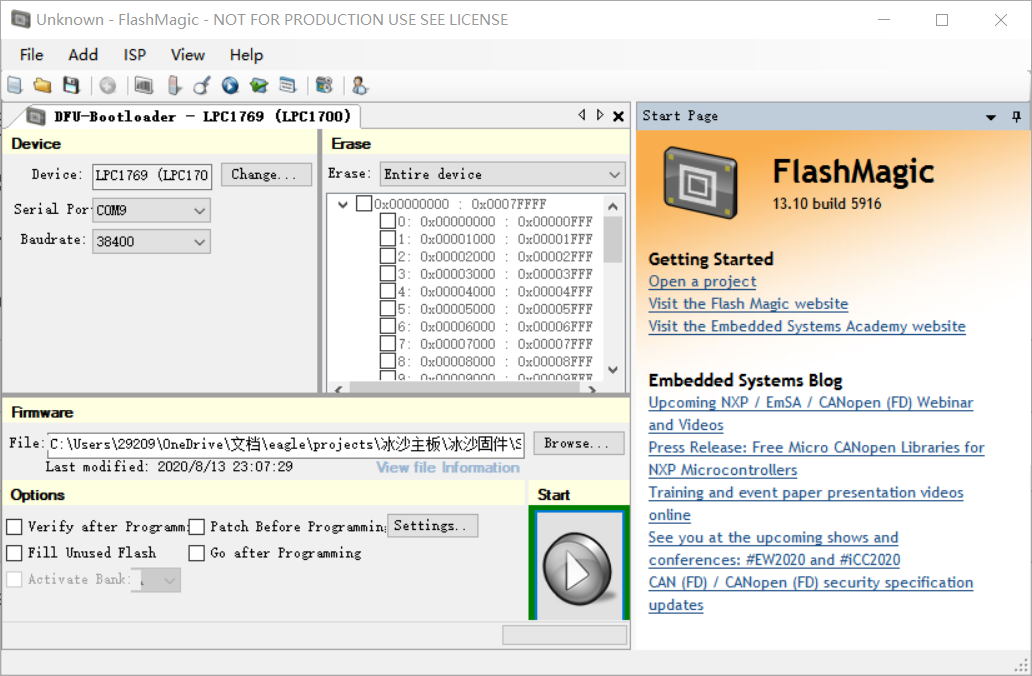 Unknown - FlashMagic - NOT FOR PRODUCTION USE SEE LICENSE
File Add ISP View Help
DFU-Bootloader - LPC1769 (LPC1700)
Device
Device: LPC1769 (LPC170 Change...
Serial Por COM9
Baudrate: 38400
Erase
Erase: Entire device
0x00000000 : 0x0007FFFF
0: 0x00000000 : 0x00000FFF
1: 0x00001000 : 0x00001FFF
2: 0x00002000 : 0x00002FFF
3: 0x00003000 : 0x00003FFF
4: 0x00004000 : 0x00004FFF
5: 0x00005000 : 0x00005FFF
6: 0x00006000 : 0x00006FFF
7: 0x00007000 : 0x00007FFF
8: 0x00008000 : 0x00008FFF
9: 0x00009000 : 0x00009FFF
Firmware
File: C:\Users\29209\OneDrive\文档\eagle\projects\冰沙主板\冰沙固件\S Browse...
Last modified: 2020/8/13 23:07:29 View file Information
Options
Verify after Programm Patch Before Programmin Settings..
Fill Unused Flash Go after Programming
Activate Bank:
Start
Start Page
FlashMagic
13.10 build 5916
Getting Started
Open a project
Visit the Flash Magic website
Visit the Embedded Systems Academy website
Embedded Systems Blog
Upcoming NXP / EmSA / CANopen (FD) Webinar
and Videos
Press Release: Free Micro CANopen Libraries for
NXP Microcontrollers
Training and event paper presentation videos
online
See you at the upcoming shows and
conferences: #EW2020 and #iCC2020
CAN (FD) / CANopen (FD) security specification
updates